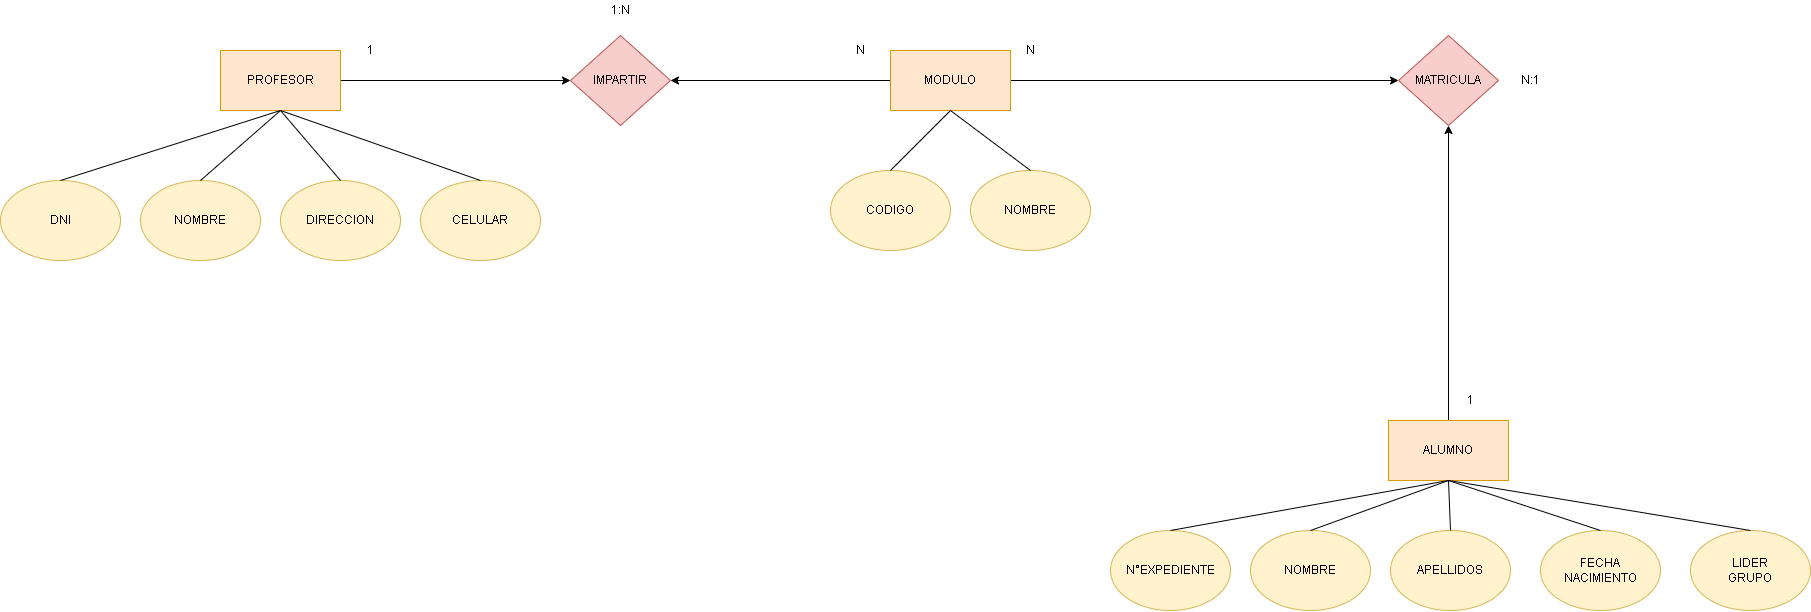 1:N
1
N
N
PROFESOR
IMPARTIR
MODULO
MATRICULA
N:1
DNI
NOMBRE
DIRECCION
CELULAR
CODIGO
NOMBRE
1
ALUMNO
N°EXPEDIENTE
NOMBRE
APELLIDOS
FECHA
NACIMIENTO
LIDER
GRUPO